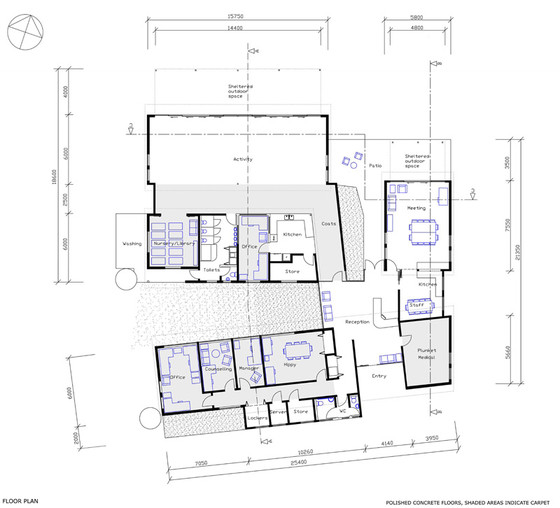 15750
5800
14400
4800
Sheltered
outdoor
space
4000
18600
6000
Activity
Patio
Sheltered
outdoor
space
3500
2500
Meeting
Costs
7550
21350
6000
Washing
Nursery/Library
Office
Kitchen
Toilets
Store
Kitchen
Staff
Reception
5660
6600
Office
Counselling
Manager
Hippy
Plunket
Medical
Entry
2000
Lockers
Server
Store
WC
7050
10260
4140
3950
25400
FLOOR PLAN
POLISHED CONCRETE FLOORS, SHADED AREAS INDICATE CARPET